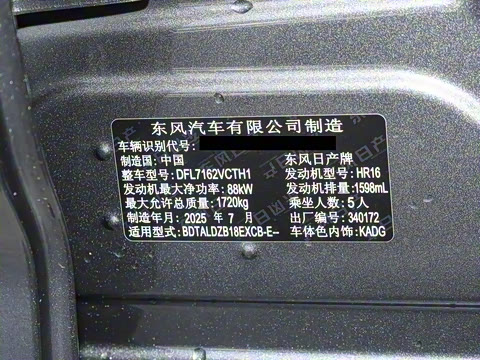 东风汽车有限公司制造
车辆识别代号:
制造国: 中国 东风日产牌
整车型号: DFL7162VCTH1 发动机型号: HR16
发动机最大净功率: 88kW 发动机排量: 1598mL
最大允许总质量: 1720kg 乘坐人数: 5人
制造年月: 2025 年 7 月 出厂编号: 340172
适用型号: BDTALDZB18EXCB-E-- 车体色内饰: KADG